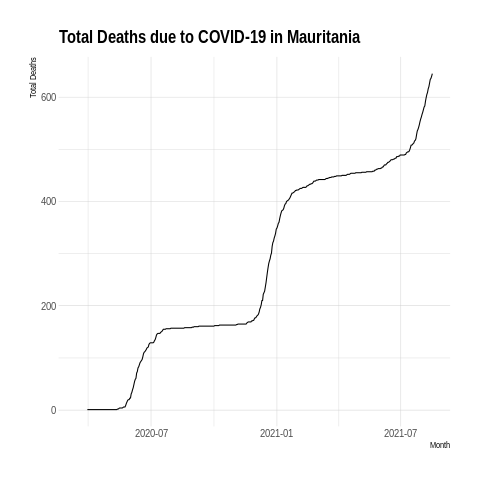 Total Deaths due to COVID-19 in Mauritania
Total Deaths
600
400
200
0
2020-07
2021-01
2021-07
Month